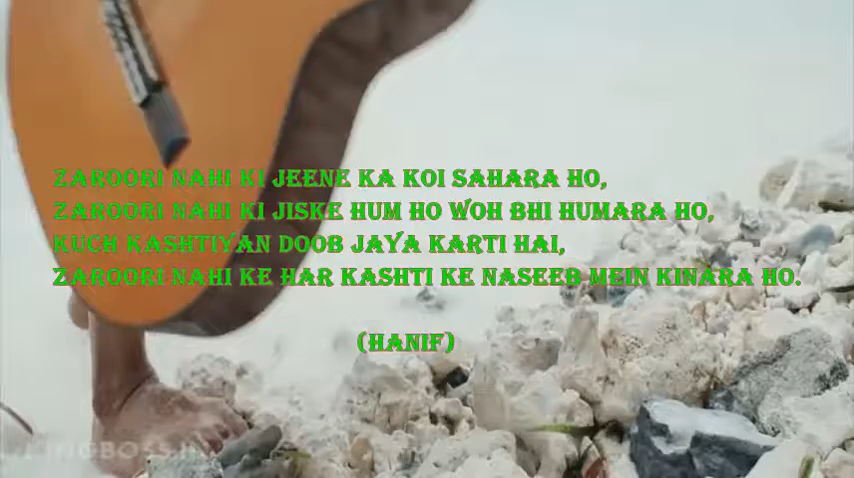 ZAROORI NAHI KI JEENE KA KOI SAHARA HO,
ZAROORI NAHI KI JISKE HUM HO WOH BHI HUMARA HO,
KUCH KASHTIYAN DOOB JAYA KARTI HAI,
ZAROORI NAHI KE HAR KASHTI KE NASEEB MEIN KINARA HO.
(HANIF)